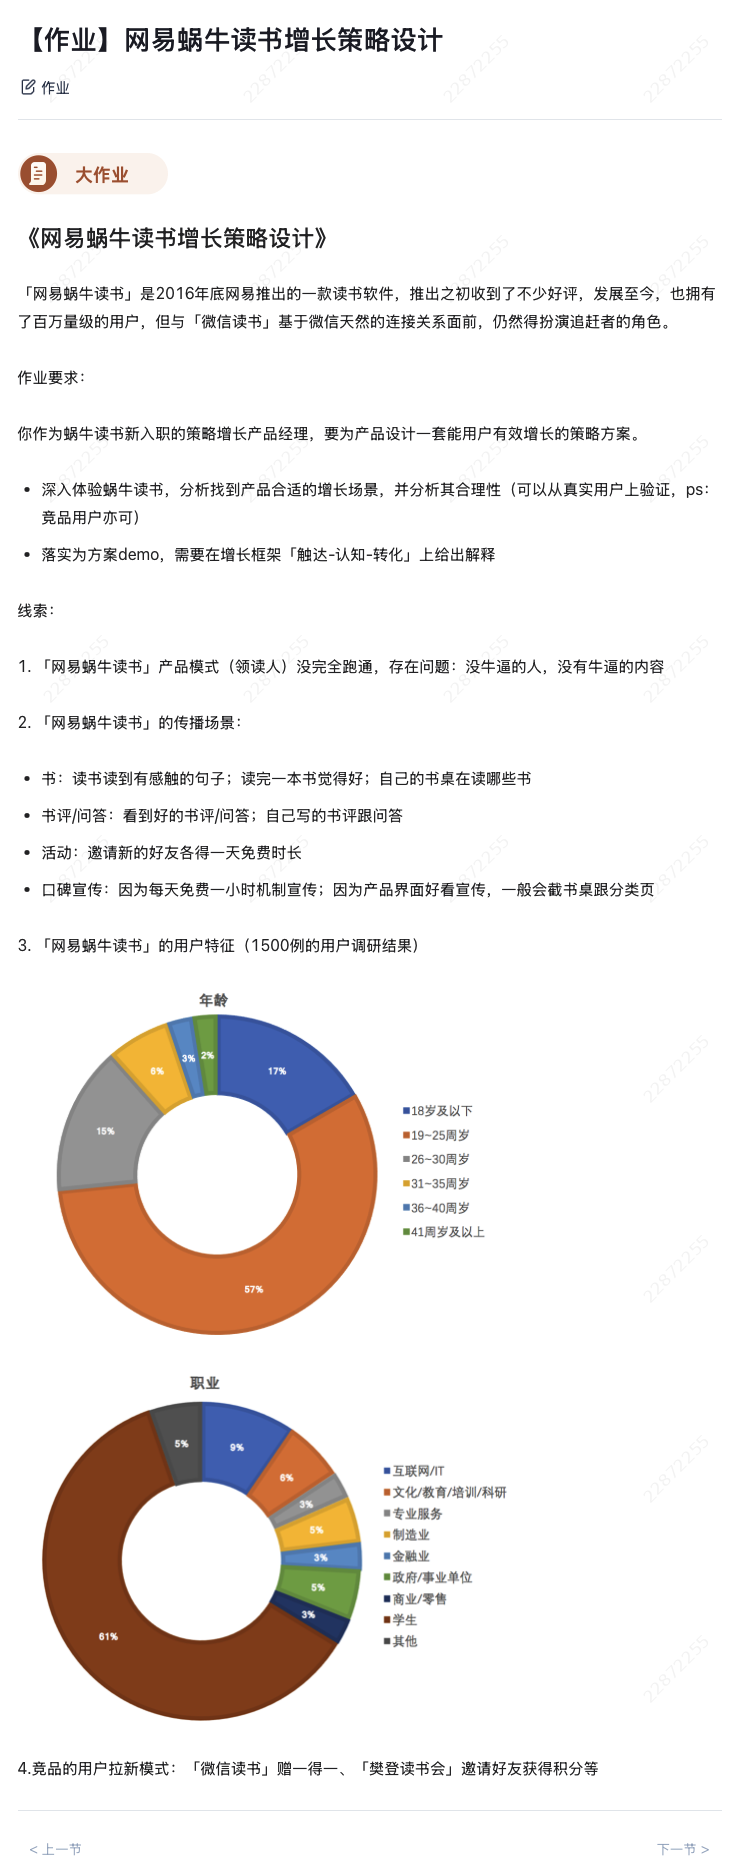 【作业】网易蜗牛读书增长策略设计
作业
大作业
《网易蜗牛读书增长策略设计》
「网易蜗牛读书」是2016年底网易推出的一款读书软件，推出之初收到了不少好评，发展至今，也拥有
了百万量级的用户，但与「微信读书」基于微信天然的连接关系面前，仍然得扮演追赶者的角色。
作业要求：
你作为蜗牛读书新入职的策略增长产品经理，要为产品设计一套能用户有效增长的策略方案。
• 深入体验蜗牛读书，分析找到产品合适的增长场景，并分析其合理性（可以从真实用户上验证，ps：
竞品用户亦可）
• 落实为方案demo，需要在增长框架「触达-认知-转化」上给出解释
线索：
1. 「网易蜗牛读书」产品模式（领读人）没完全跑通，存在问题：没牛逼的人，没有牛逼的内容
2. 「网易蜗牛读书」的传播场景：
• 书：读书读到有感触的句子；读完一本书觉得好；自己的书桌在读哪些书
• 书评/问答：看到好的书评/问答；自己写的书评跟问答
• 活动：邀请新的好友各得一天免费时长
• 口碑宣传：因为每天免费一小时机制宣传；因为产品界面好看宣传，一般会截书桌跟分类页
3. 「网易蜗牛读书」的用户特征（1500例的用户调研结果）
年龄
17%
57%
15%
6%
3%
2%
18岁及以下
19~25周岁
26~30周岁
31~35周岁
36~40周岁
41周岁及以上
职业
9%
6%
3%
5%
3%
5%
3%
61%
5%
互联网/IT
文化/教育/培训/科研
专业服务
制造业
金融业
政府/事业单位
商业/零售
学生
其他
4.竞品的用户拉新模式：「微信读书」赠一得一、「樊登读书会」邀请好友获得积分等
< 上一节
下一节 >
22872255